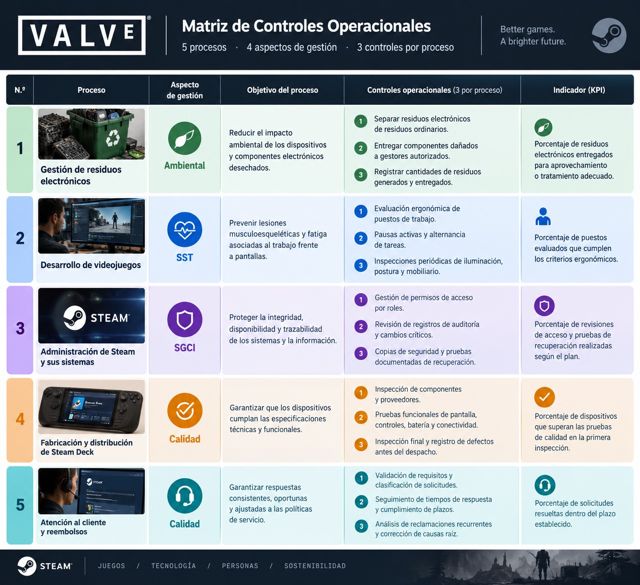 VALVE®
Matriz de Controles Operacionales
5 procesos · 4 aspectos de gestión · 3 controles por proceso
Better games.
A brighter future.
N.º
Proceso
Aspecto
de gestión
Objetivo del proceso
Controles operacionales (3 por proceso)
Indicador (KPI)
1
Gestión de residuos
electrónicos
Ambiental
Reducir el impacto
ambiental de los dispositivos
y componentes electrónicos
desechados.
1 Separar residuos electrónicos
de residuos ordinarios.
2 Entregar componentes dañados
a gestores autorizados.
3 Registrar cantidades de residuos
generados y entregados.
Porcentaje de residuos
electrónicos entregados
para aprovechamiento
o tratamiento adecuado.
2
Desarrollo de videojuegos
SST
Prevenir lesiones
musculoesqueléticas y fatiga
asociadas al trabajo frente
a pantallas.
1 Evaluación ergonómica de
puestos de trabajo.
2 Pausas activas y alternancia
de tareas.
3 Inspecciones periódicas de iluminación,
postura y mobiliario.
Porcentaje de puestos
evaluados que cumplen
los criterios ergonómicos.
3
STEAM®
Administración de Steam
y sus sistemas
SGCI
Proteger la integridad,
disponibilidad y trazabilidad
de los sistemas y la información.
1 Gestión de permisos de acceso
por roles.
2 Revisión de registros de auditoría
y cambios críticos.
3 Copias de seguridad y pruebas
documentadas de recuperación.
Porcentaje de revisiones
de acceso y pruebas de
recuperación realizadas
según el plan.
4
Fabricación y distribución
de Steam Deck
Calidad
Garantizar que los dispositivos
cumplan las especificaciones
técnicas y funcionales.
1 Inspección de componentes
y proveedores.
2 Pruebas funcionales de pantalla,
controles, batería y conectividad.
3 Inspección final y registro de defectos
antes del despacho.
Porcentaje de dispositivos
que superan las pruebas
de calidad en la primera
inspección.
5
Atención al cliente
y reembolsos
Calidad
Garantizar respuestas
consistentes, oportunas
y ajustadas a las políticas
de servicio.
1 Validación de requisitos y
clasificación de solicitudes.
2 Seguimiento de tiempos de respuesta
y cumplimiento de plazos.
3 Análisis de reclamaciones recurrentes
y corrección de causas raíz.
Porcentaje de solicitudes
resueltas dentro del plazo
establecido.
STEAM®
JUEGOS / TECNOLOGÍA / PERSONAS / SOSTENIBILIDAD